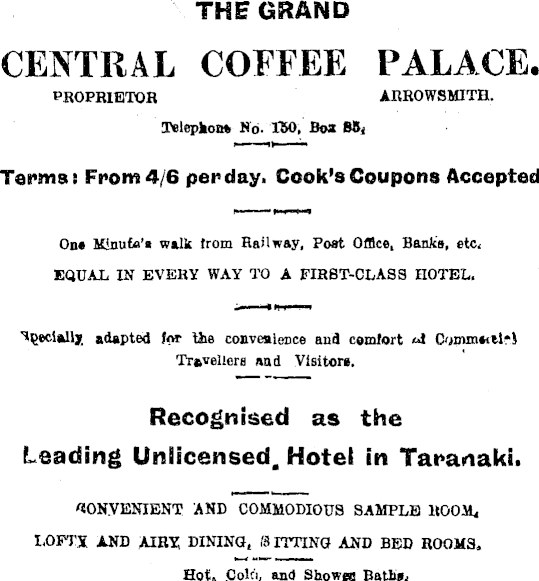 THE GRAND
CENTRAL COFFEE PALACE.
PROPRIETOR ARROWSMITH.
Telephone No. 150, Box 85,
Terms: From 4/6 per day. Cook's Coupons Accepted
One Minute's walk from Railway, Post Office, Banks, etc.
EQUAL IN EVERY WAY TO A FIRST-CLASS HOTEL.
Specially adapted for the convenience and comfort of Commercial
Travellers and Visitors.
Recognised as the
Leading Unlicensed Hotel in Taranaki.
CONVENIENT AND COMMODIOUS SAMPLE ROOM,
LOFTY AND AIRY DINING, SITTING AND BED ROOMS.
Hot, Cold, and Shower Baths.